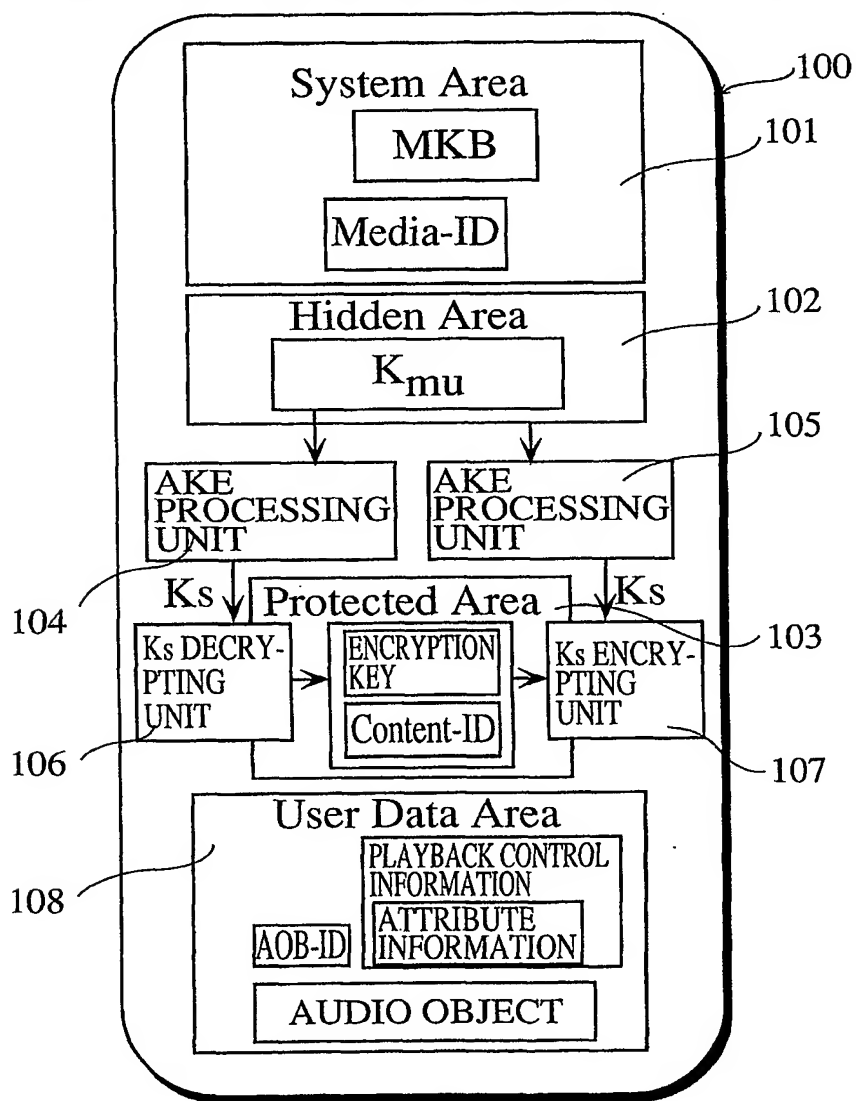 System Area
100
MKB
101
Media-ID
Hidden Area
102
Kmu
105
AKE
PROCESSING
UNIT
AKE
PROCESSING
UNIT
Ks
Ks
104
Protected Area
103
Ks DECRY-
PTING
UNIT
ENCRYPTION
KEY
Content-ID
Ks ENCRY-
PTING
UNIT
106
107
User Data Area
108
PLAYBACK CONTROL
INFORMATION
ATTRIBUTE
INFORMATION
AOB-ID
AUDIO OBJECT